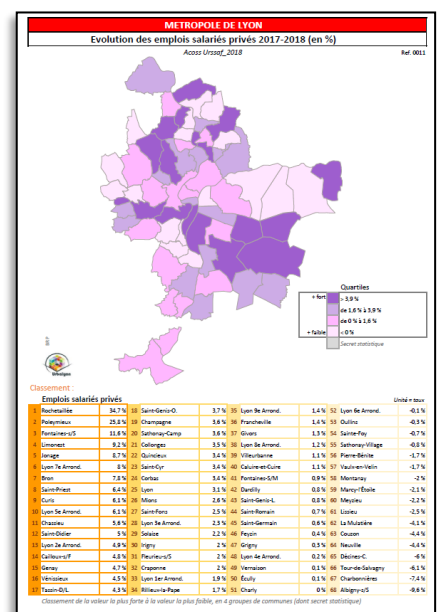 METROPOLE DE LYON
Evolution des emplois salariés privés 2017-2018 (en %)
Acoss Urssaf_2018
Ref. 0011
Quartiles
+ fort
> 3,9 %
de 1,6 % à 3,9 %
de 0 % à 1,6 %
+ faible
< 0 %
Secret statistique
Classement :
Emplois salariés privés
Unité = taux
1 Rochetaillée 34,7 % 18 Saint-Genis-O. 3,7 % 35 Lyon 9e Arrond. 1,4 % 52 Lyon 6e Arrond. -0,1 %
2 Poleymieux 25,8 % 19 Champagne 3,6 % 36 Francheville 1,4 % 53 Oullins -0,3 %
3 Fontaines-s/S 11,6 % 20 Sathonay-Camp 3,6 % 37 Givors 1,3 % 54 Sainte-Foy -0,7 %
4 Limonest 9,2 % 21 Collonges 3,5 % 38 Lyon 8e Arrond. 1,2 % 55 Sathonay-Village -0,8 %
5 Jonage 8,7 % 22 Quincieux 3,4 % 39 Villeurbanne 1,1 % 56 Pierre-Bénite -1,7 %
6 Lyon 7e Arrond. 8 % 23 Saint-Cyr 3,4 % 40 Caluire-et-Cuire 1,1 % 57 Vaulx-en-Velin -1,7 %
7 Bron 7,8 % 24 Corbas 3,4 % 41 Fontaines-S/M 0,9 % 58 Montanay -2 %
8 Saint-Priest 6,4 % 25 Lyon 3,1 % 42 Dardilly 0,8 % 59 Marcy-l'Étoile -2,1 %
9 Curis 6,1 % 26 Mions 2,6 % 43 Saint-Genis-L. 0,8 % 60 Meyzieu -2,2 %
10 Lyon 5e Arrond. 6,1 % 27 Saint-Fons 2,5 % 44 Saint-Romain 0,7 % 61 Lissieu -2,5 %
11 Chassieu 5,6 % 28 Lyon 3e Arrond. 2,3 % 45 Saint-Germain 0,6 % 62 La Mulatière -4,1 %
12 Saint-Didier 5 % 29 Solaize 2,2 % 46 Feyzin 0,4 % 63 Couzon -4,4 %
13 Lyon 2e Arrond. 4,9 % 30 Irigny 2 % 47 Grigny 0,3 % 64 Neuville -4,4 %
14 Cailloux-s/F 4,8 % 31 Fleurieu-s/S 2 % 48 Lyon 4e Arrond. 0,2 % 65 Décines-C. -6 %
15 Genay 4,7 % 32 Craponne 2 % 49 Vernaison 0,1 % 66 Tour-de-Salvagny -6,1 %
16 Vénissieux 4,5 % 33 Lyon 1er Arrond. 1,9 % 50 Écully 0,1 % 67 Charbonnières -7,4 %
17 Tassin-D/L 4,3 % 34 Rillieux-la-Pape 1,7 % 51 Charly 0 % 68 Albigny-s/S -9,6 %
Classement de la valeur la plus forte à la valeur la plus faible, en 4 groupes de communes (dont secret statistique)